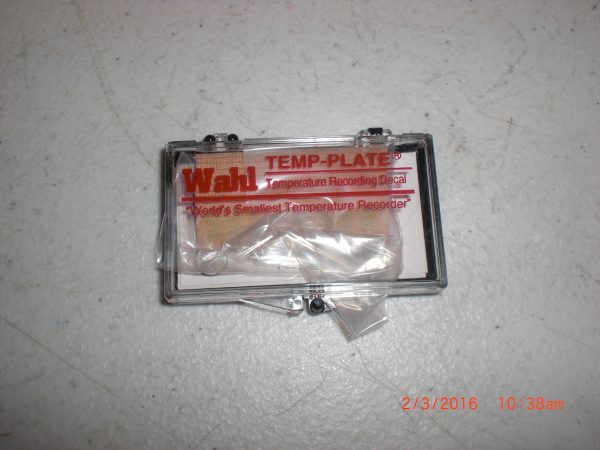 TEMP-PLATE®
Wahl
Temperature Recording Decal
"World's Smallest Temperature Recorder"
2/3/2016 10:38am